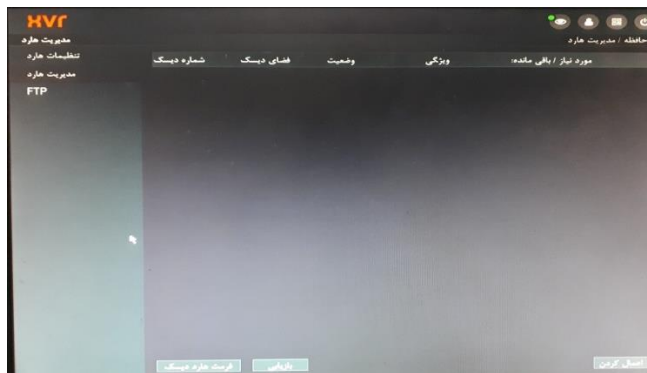 XVr
مدیریت هارد
حافظه / مدیریت هارد
تنظیمات هارد
مدیریت هارد
FTP
شماره دیسک
فضای دیسک
وضعیت
ویژگی
مورد نیاز / باقی مانده:
فرمت هارد دیسک
بازیابی
اعمال کردن